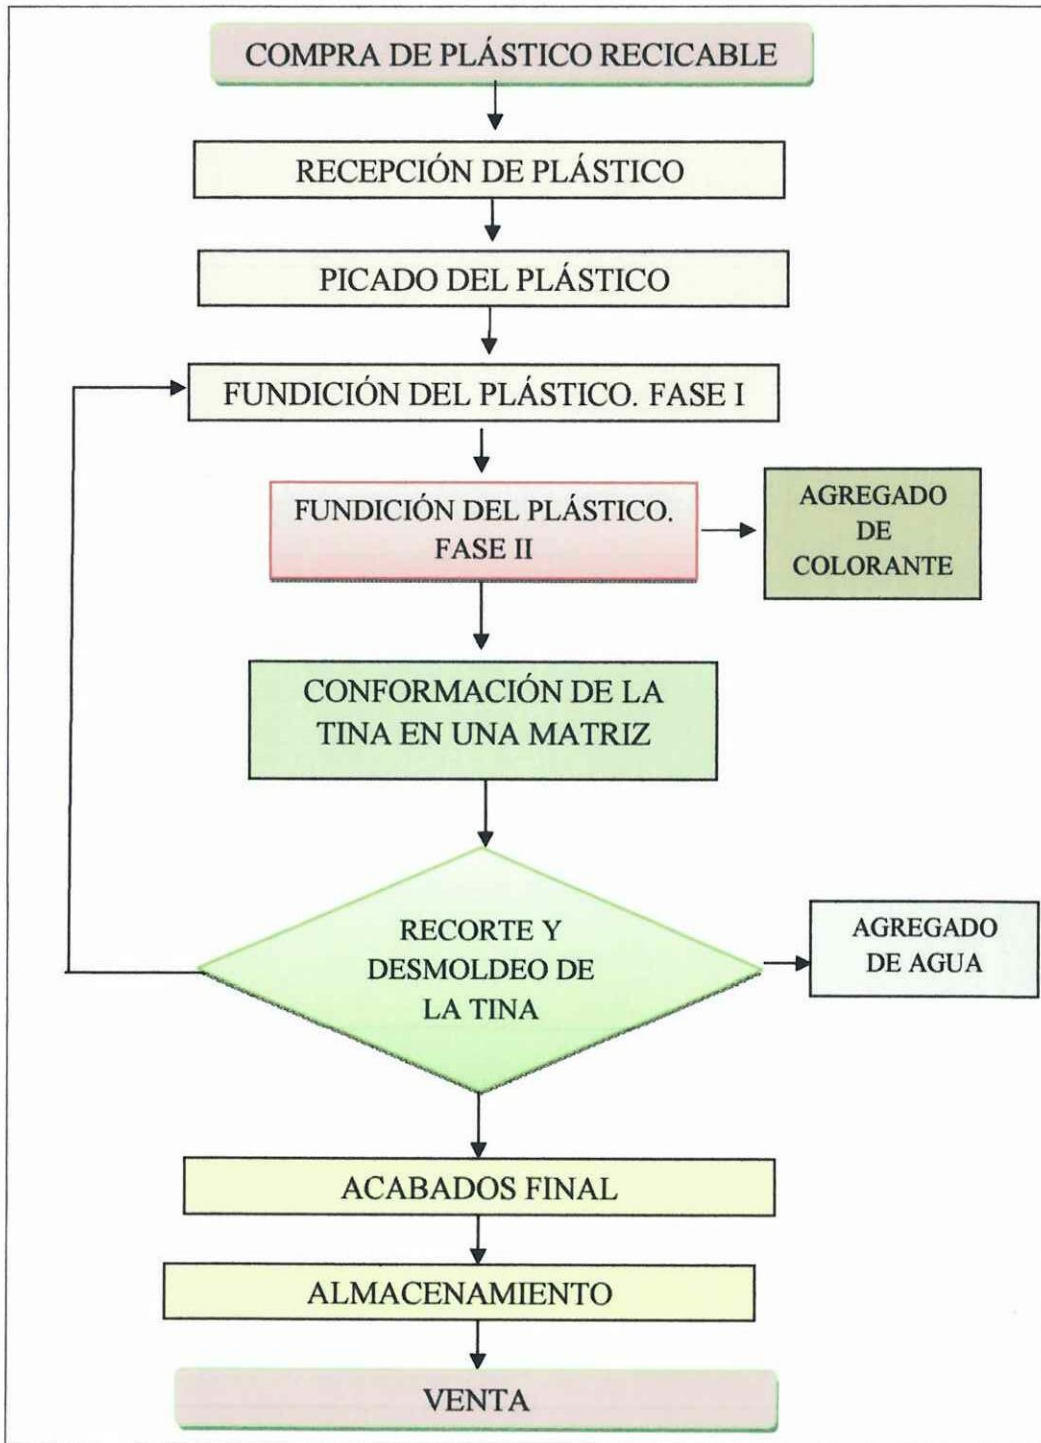 COMPRA DE PLÁSTICO RECICABLE
RECEPCIÓN DE PLÁSTICO
PICADO DEL PLÁSTICO
FUNDICIÓN DEL PLÁSTICO. FASE I
FUNDICIÓN DEL PLÁSTICO.
FASE II
AGREGADO
DE
COLORANTE
CONFORMACIÓN DE LA
TINA EN UNA MATRIZ
RECORTE Y
DESMOLDEO DE
LA TINA
AGREGADO
DE AGUA
ACABADOS FINAL
ALMACENAMIENTO
VENTA